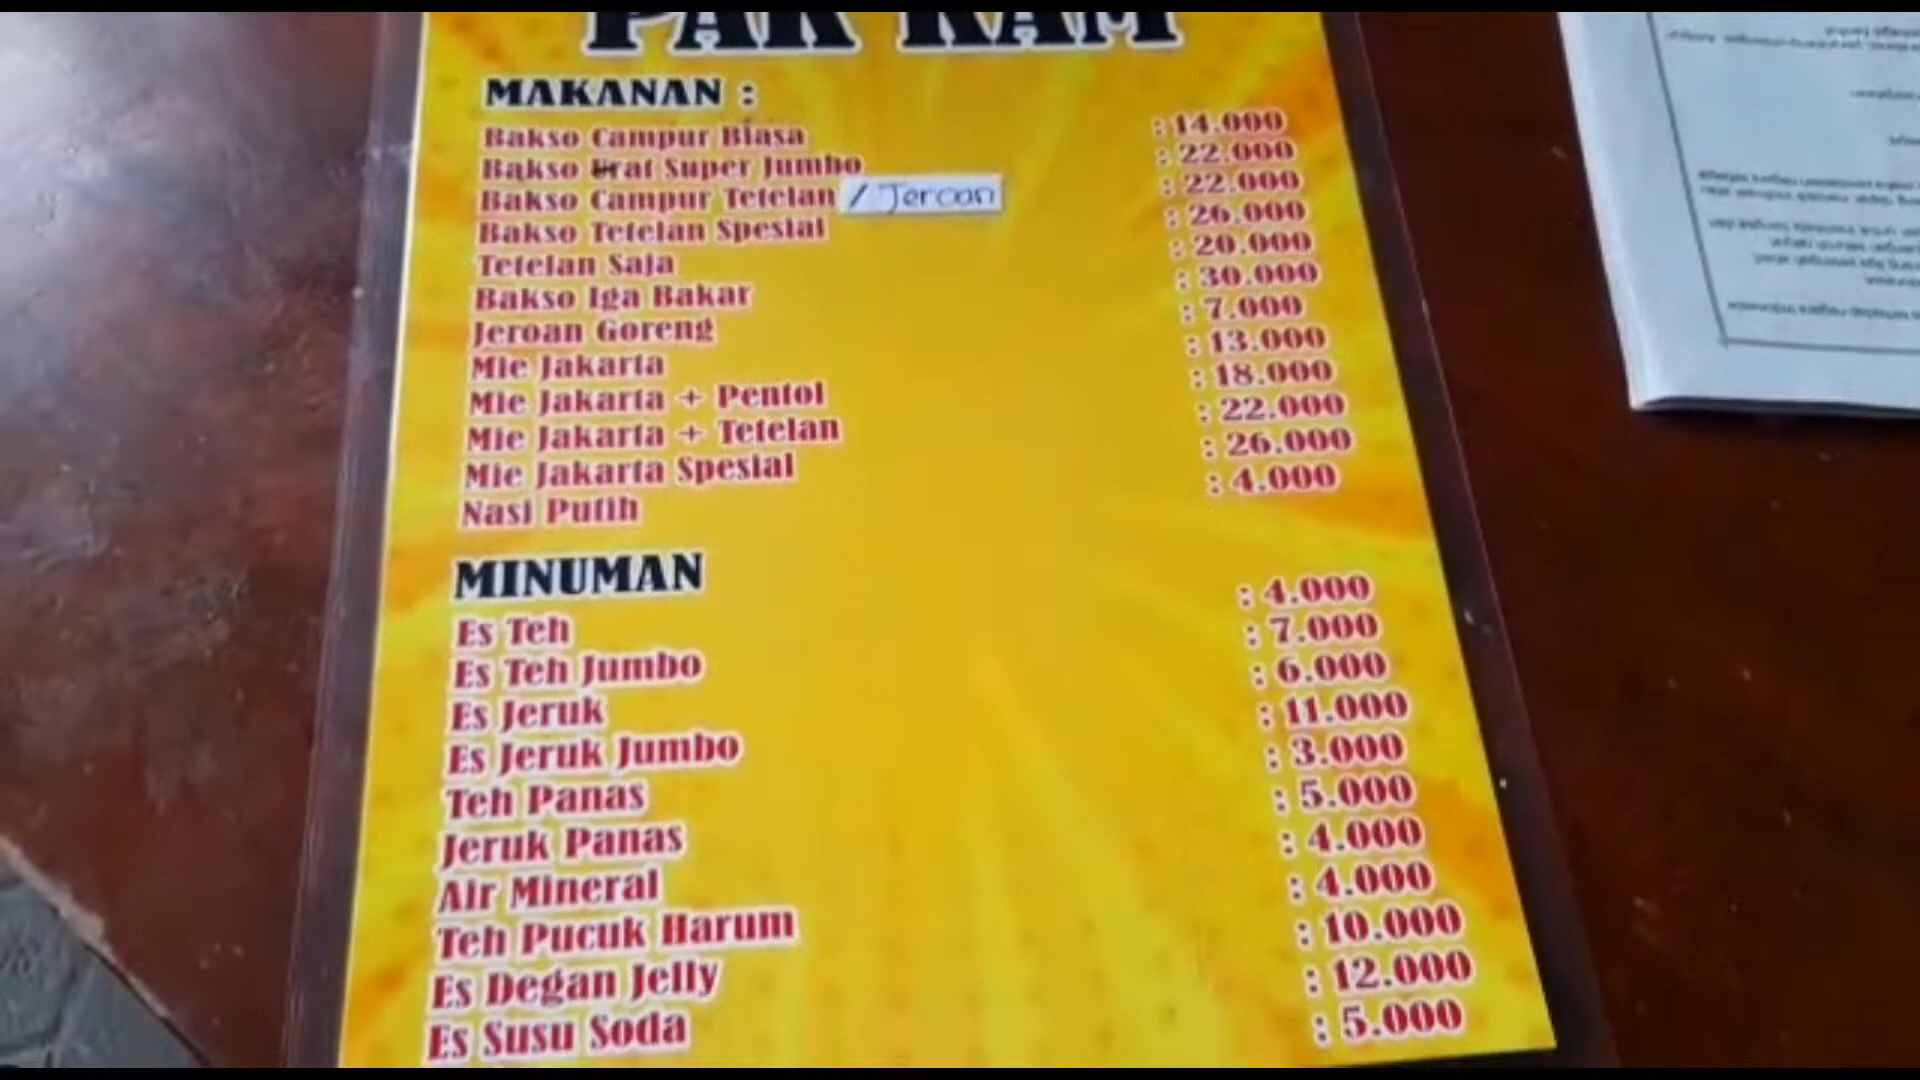 PAK
MAKANAN :
Bakso Campur Biasa : 14.000
Bakso Urat Super Jumbo : 22.000
Bakso Campur Tetelan / Jeroan : 22.000
Bakso Tetelan Spesial : 26.000
Tetelan Saja : 20.000
Bakso Iga Bakar : 30.000
Jeroan Goreng : 7.000
Mie Jakarta : 13.000
Mie Jakarta + Pentol : 18.000
Mie Jakarta + Tetelan : 22.000
Mie Jakarta Spesial : 26.000
Nasi Putih : 4.000
MINUMAN
Es Teh : 4.000
Es Teh Jumbo : 7.000
Es Jeruk : 6.000
Es Jeruk Jumbo : 11.000
Teh Panas : 3.000
Jeruk Panas : 5.000
Air Mineral : 4.000
Teh Pucuk Harum : 4.000
Es Degan Jelly : 10.000
Es Susu Soda : 12.000
: 5.000